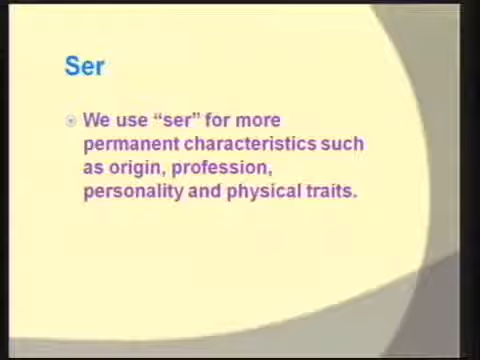 Ser
We use “ser” for more
permanent characteristics such
as origin, profession,
personality and physical traits.